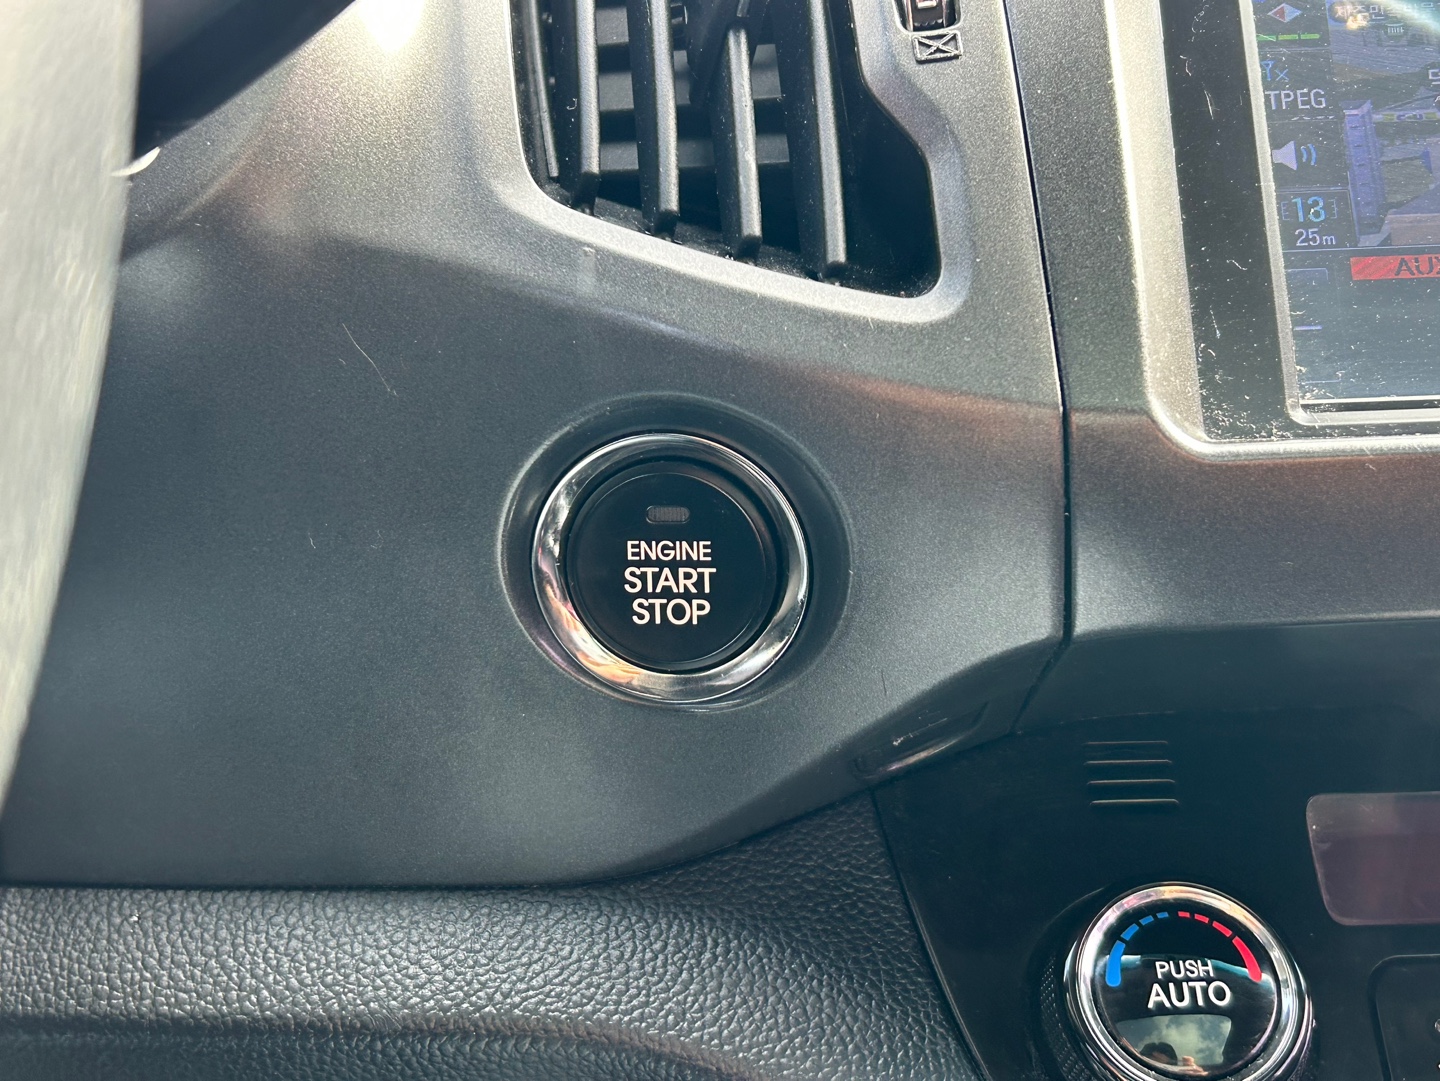 TPEG
13
25m
AUX
ENGINE
START
STOP
PUSH
AUTO